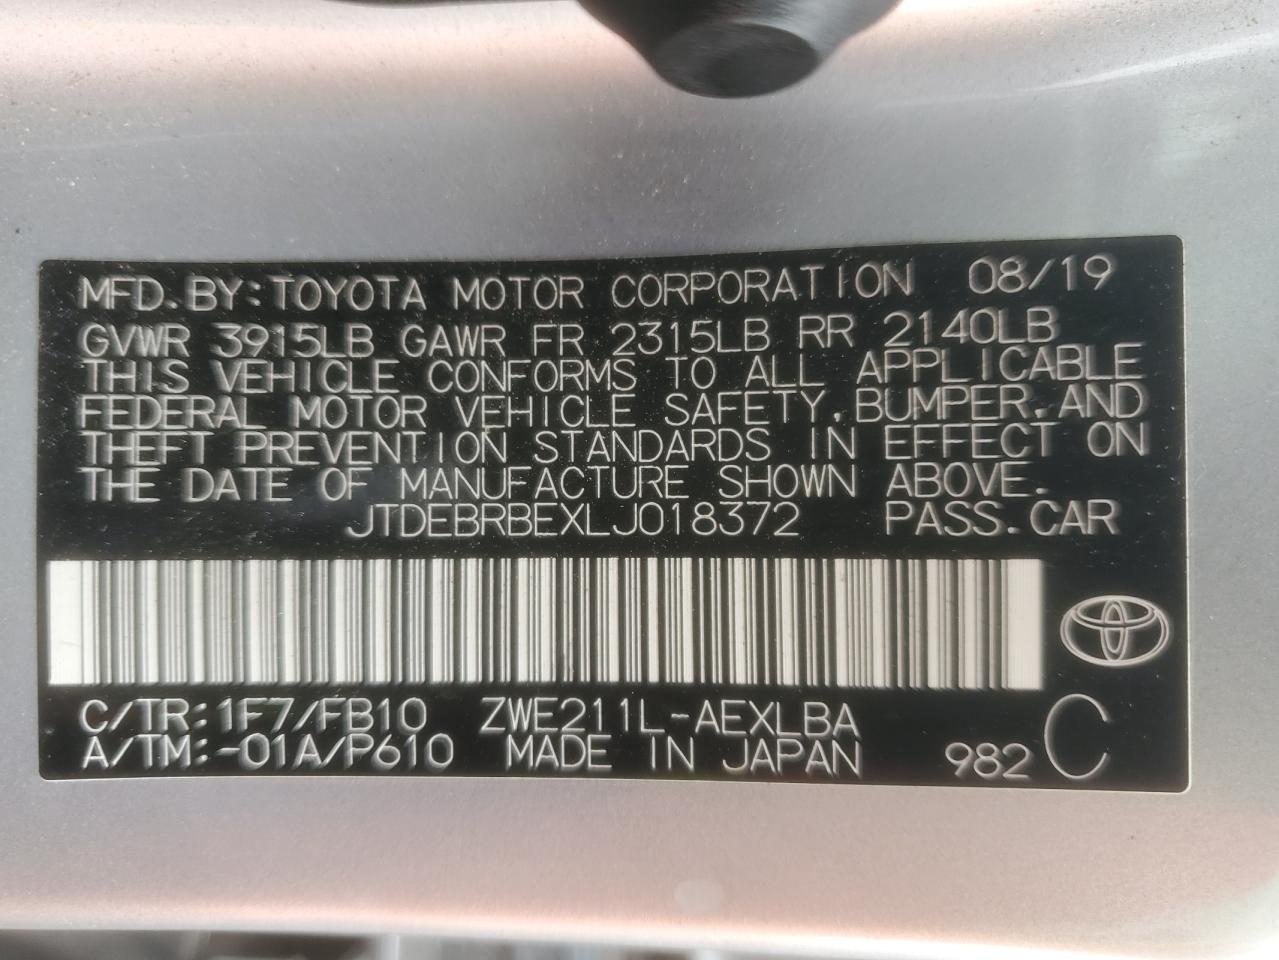 MFD. BY: TOYOTA MOTOR CORPORATION 08/19
GVWR 3915LB GAWR FR 2315LB RR 2140LB
THIS VEHICLE CONFORMS TO ALL APPLICABLE
FEDERAL MOTOR VEHICLE SAFETY, BUMPER, AND
THEFT PREVENTION STANDARDS IN EFFECT ON
THE DATE OF MANUFACTURE SHOWN ABOVE.
JTDEBRBEXLJ018372 PASS. CAR
C/TR: 1F7/FB10 ZWE211L-AEXLBA
A/TM: -01A/P610 MADE IN JAPAN 982 C